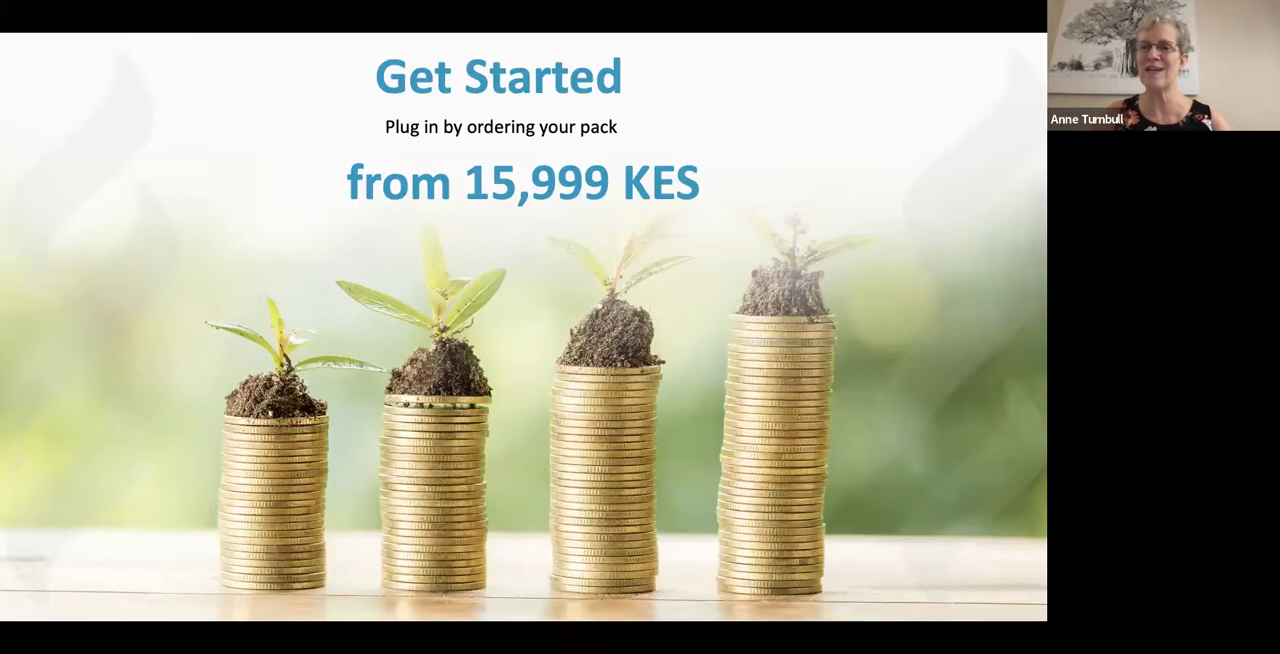 Get Started
Plug in by ordering your pack
from 15,999 KES
Anne Turnbull